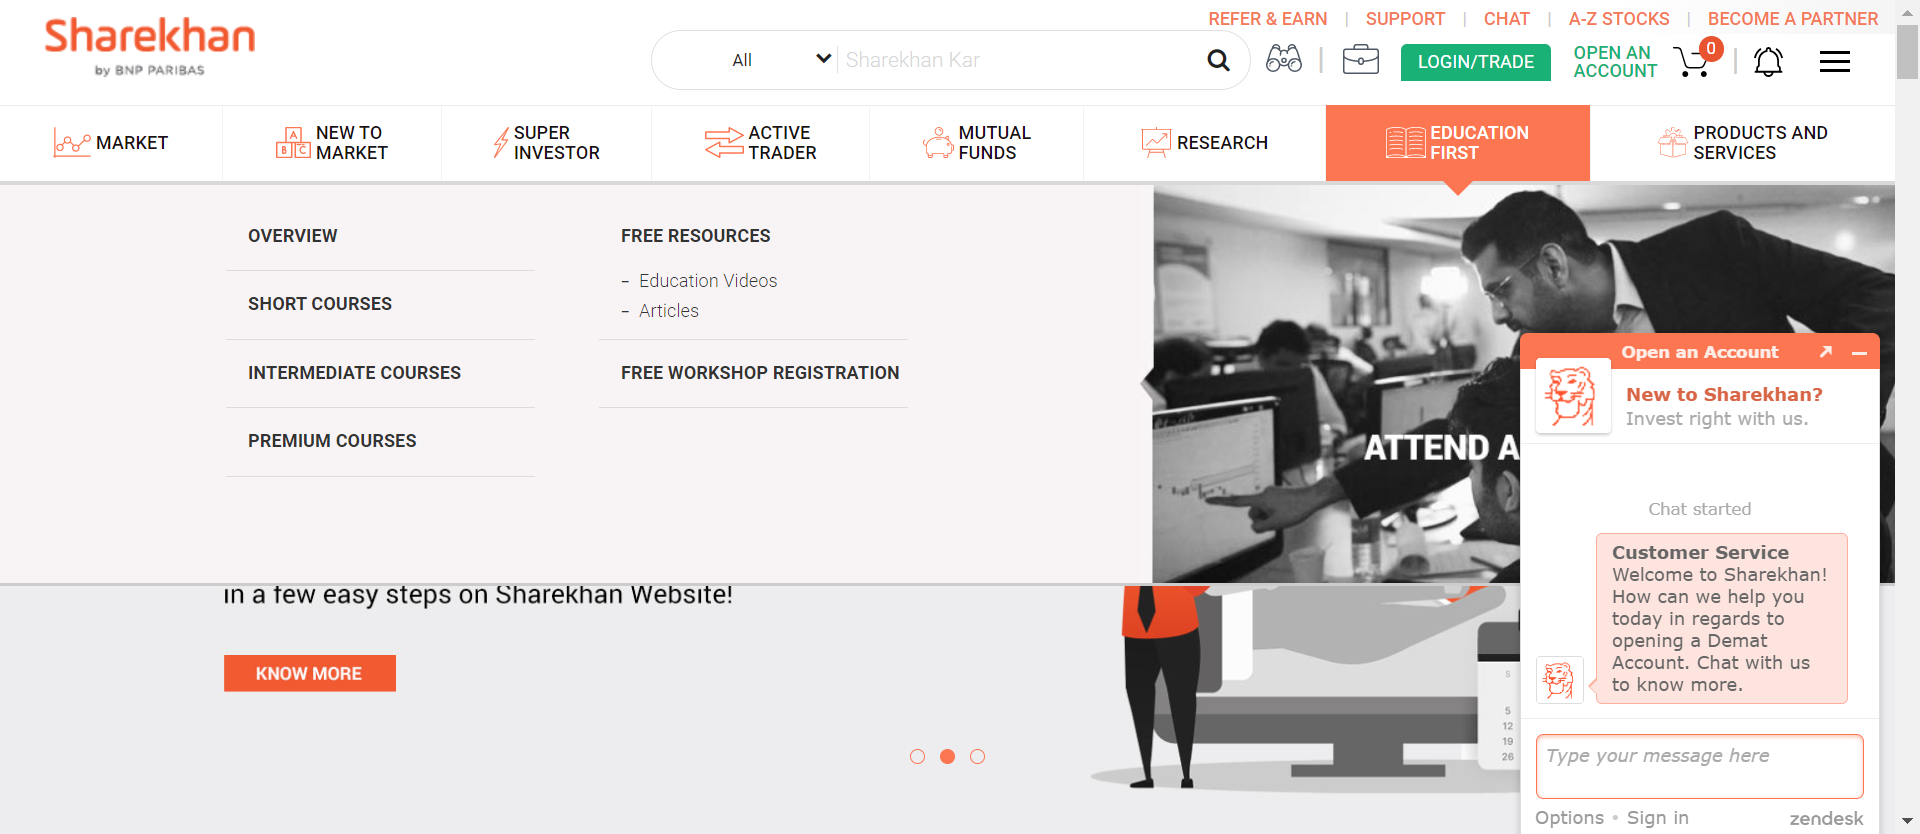 REFER & EARN | SUPPORT | CHAT | A-Z STOCKS | BECOME A PARTNER
Sharekhan
by BNP PARIBAS
All
Sharekhan Kar
LOGIN/TRADE
OPEN AN
ACCOUNT
0
MARKET
NEW TO
MARKET
SUPER
INVESTOR
ACTIVE
TRADER
MUTUAL
FUNDS
RESEARCH
EDUCATION
FIRST
PRODUCTS AND
SERVICES
OVERVIEW
SHORT COURSES
INTERMEDIATE COURSES
PREMIUM COURSES
FREE RESOURCES
- Education Videos
- Articles
FREE WORKSHOP REGISTRATION
ATTEND A
in a few easy steps on Sharekhan Website!
KNOW MORE
S
5
12
19
26
Open an Account
New to Sharekhan?
Invest right with us.
Chat started
Customer Service
Welcome to Sharekhan!
How can we help you
today in regards to
opening a Demat
Account. Chat with us
to know more.
Type your message here
Options • Sign in
zendesk